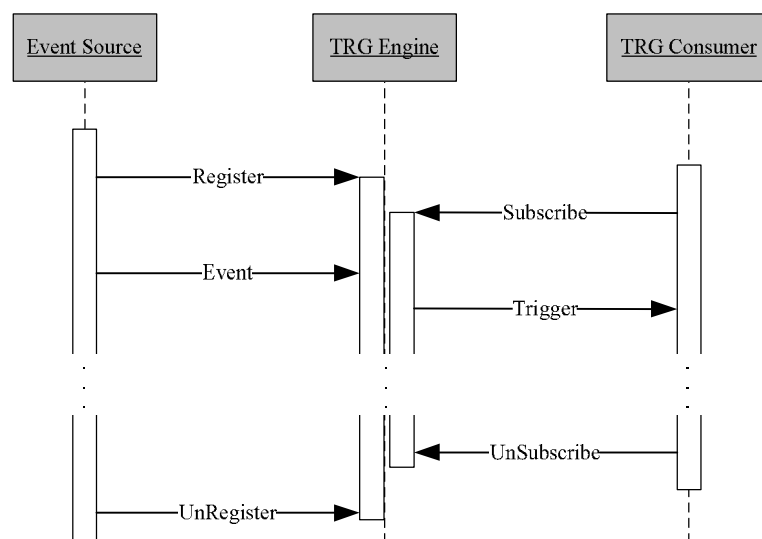 Event Source
TRG Engine
TRG Consumer
Register
Subscribe
Event
Trigger
UnSubscribe
UnRegister